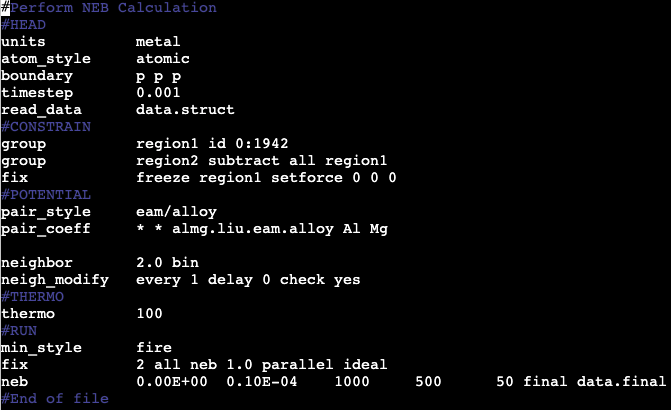 #Perform NEB Calculation
#HEAD
units metal
atom_style atomic
boundary p p p
timestep 0.001
read_data data.struct
#CONSTRAIN
group region1 id 0:1942
group region2 subtract all region1
fix freeze region1 setforce 0 0 0
#POTENTIAL
pair_style eam/alloy
pair_coeff * * almg.liu.eam.alloy Al Mg
neighbor 2.0 bin
neigh_modify every 1 delay 0 check yes
#THERMO
thermo 100
#RUN
min_style fire
fix 2 all neb 1.0 parallel ideal
neb 0.00E+00 0.10E-04 1000 500 50 final data.final
#End of file